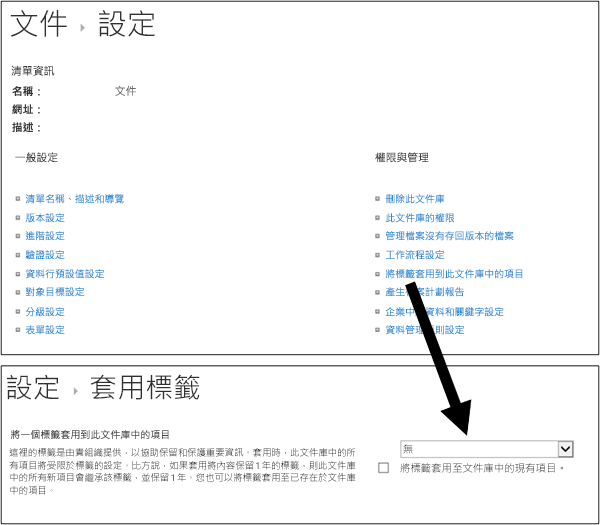 文件 ▸ 設定
清單資訊
名稱： 文件
網址：
描述：
一般設定
清單名稱、描述和導覽
版本設定
進階設定
驗證設定
資料行預設值設定
對象目標設定
分級設定
表單設定
權限與管理
刪除此文件庫
此文件庫的權限
管理檔案沒有存回版本的檔案
工作流程設定
將標籤套用到此文件庫中的項目
產生 案計劃報告
企業中 資料和關鍵字設定
資料管理 則設定
設定 ▸ 套用標籤
將一個標籤套用到此文件庫中的項目
這裡的標籤是由貴組織提供，以協助保留和保護重要資訊。套用時，此文件庫中的所
有項目將受限於標籤的設定。比方說，如果套用將內容保留 1 年的標籤，則此文件庫
中的所有新項目會繼承該標籤，並保留 1 年。您也可以將標籤套用至已存在於文件庫
中的項目。
無
將標籤套用至文件庫中的現有項目。